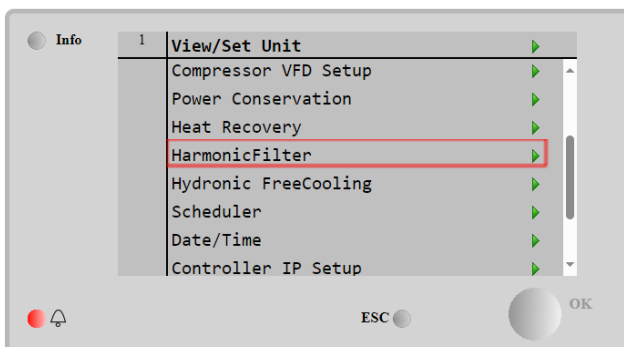 Info
1 View/Set Unit
Compressor VFD Setup
Power Conservation
Heat Recovery
HarmonicFilter
Hydronic FreeCooling
Scheduler
Date/Time
Controller IP Setup
OK
ESC